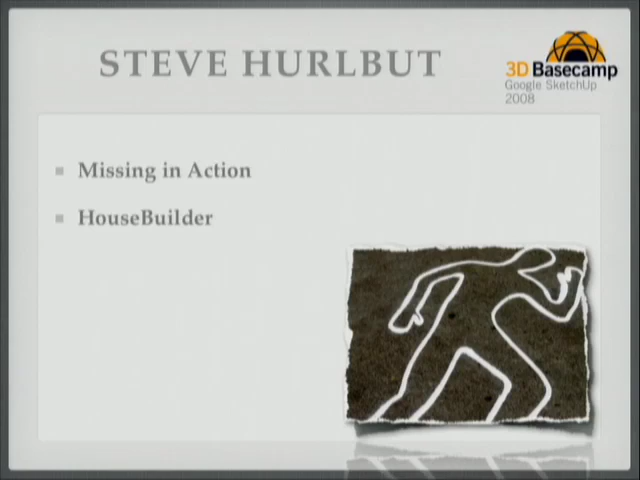 STEVE HURLBUT
3D Basecamp
Google SketchUp
2008
Missing in Action
HouseBuilder